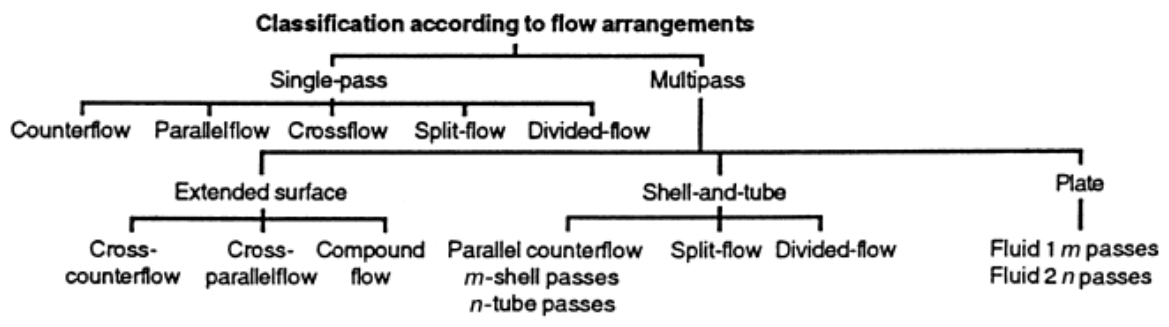 Classification according to flow arrangements
Single-pass
Multipass
Counterflow
Parallelflow
Crossflow
Split-flow
Divided-flow
Extended surface
Shell-and-tube
Plate
Cross-
counterflow
Cross-
parallelflow
Compound
flow
Parallel counterflow
m-shell passes
n-tube passes
Split-flow
Divided-flow
Fluid 1 m passes
Fluid 2 n passes